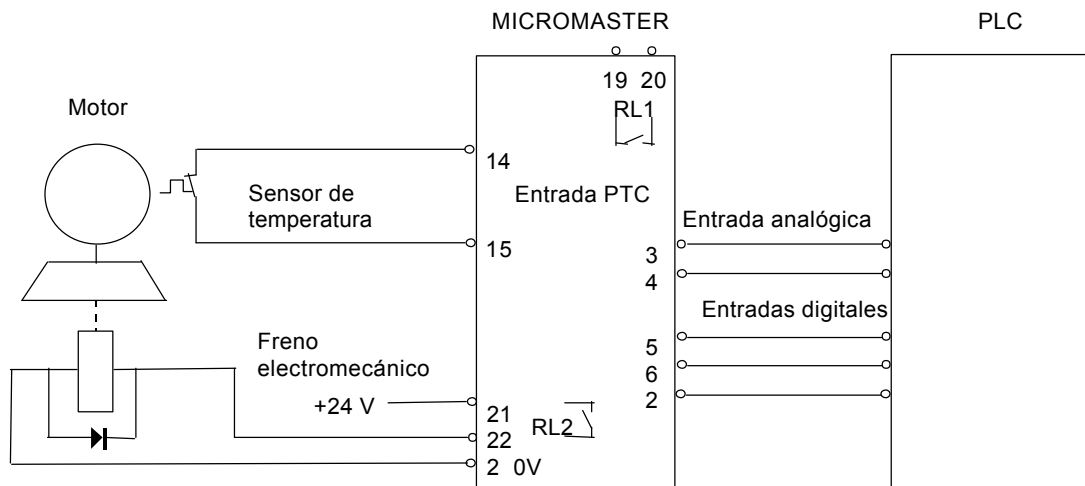 MICROMASTER
PLC
19 20
RL1
Motor
14
Sensor de
temperatura
Entrada PTC
15
Entrada analógica
3
4
Entradas digitales
5
6
2
Freno
electromecánico
+24 V
21
RL2
22
2 0V